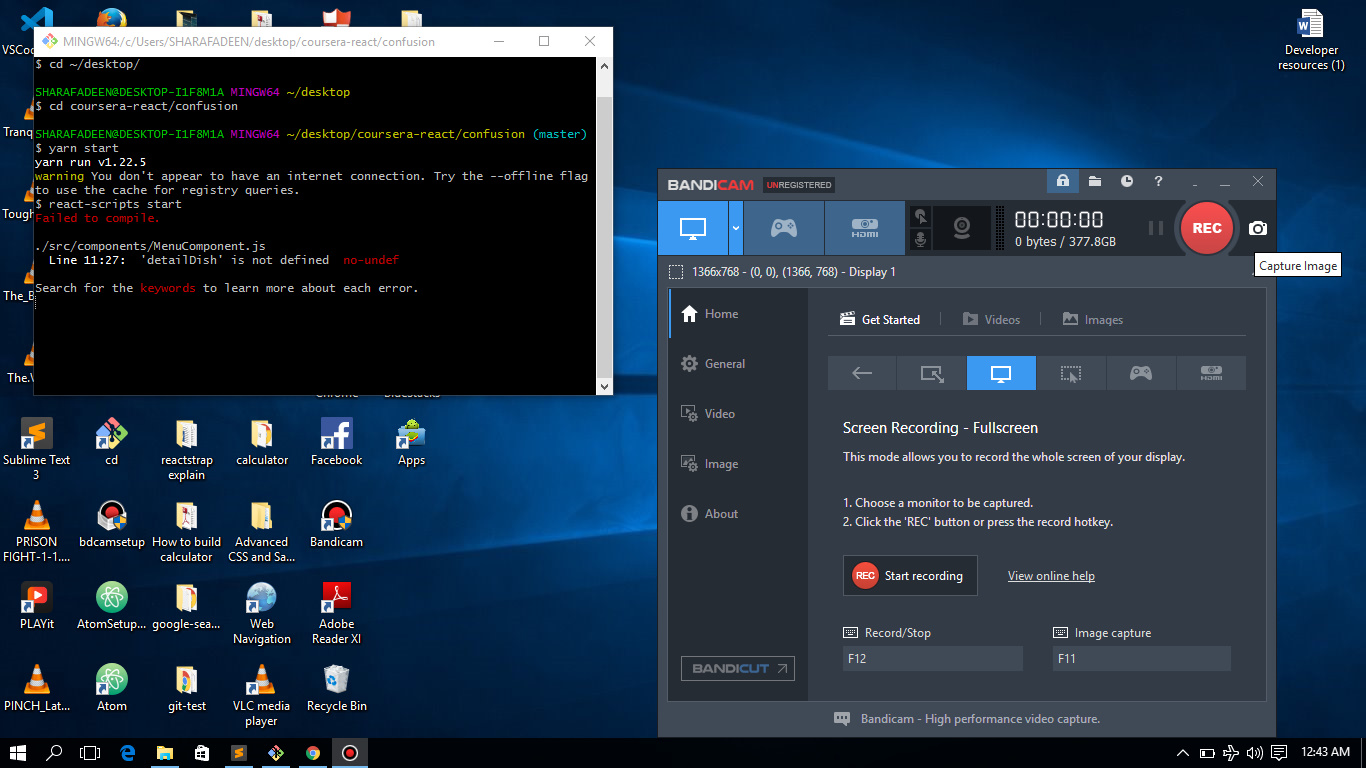 VSCo
MINGW64:/c/Users/SHARAFADEEN/desktop/coursera-react/confusion
$ cd ~/desktop/
SHARAFADEEN@DESKTOP-I1F8M1A MINGW64 ~/desktop
$ cd coursera-react/confusion
SHARAFADEEN@DESKTOP-I1F8M1A MINGW64 ~/desktop/coursera-react/confusion (master)
$ yarn start
yarn run v1.22.5
warning You don't appear to have an internet connection. Try the --offline flag
to use the cache for registry queries.
$ react-scripts start
Failed to compile.
./src/components/MenuComponent.js
Line 11:27: 'detailDish' is not defined no-undef
Search for the keywords to learn more about each error.
Tranq
Tough
The_B
The.V
Developer
resources (1)
BANDICAM UNREGISTERED
?
00:00:00
0 bytes / 377.8GB
HDMI
REC
Capture Image
1366x768 - (0, 0), (1366, 768) - Display 1
Home
General
Video
Image
About
BANDICUT
Get Started
Videos
Images
HDMI
Screen Recording - Fullscreen
This mode allows you to record the whole screen of your display.
1. Choose a monitor to be captured.
2. Click the 'REC' button or press the record hotkey.
REC Start recording
View online help
Record/Stop
F12
Image capture
F11
Bandicam - High performance video capture.
Sublime Text
3
cd
reactstrap
explain
calculator
Facebook
Apps
PRISON
FIGHT-1-1....
bdcamsetup
How to build
calculator
Advanced
CSS and Sa...
Bandicam
PLAYit
AtomSetup...
google-sea...
Web
Navigation
Adobe
Reader XI
PINCH_Lat...
Atom
git-test
VLC media
player
Recycle Bin
12:43 AM